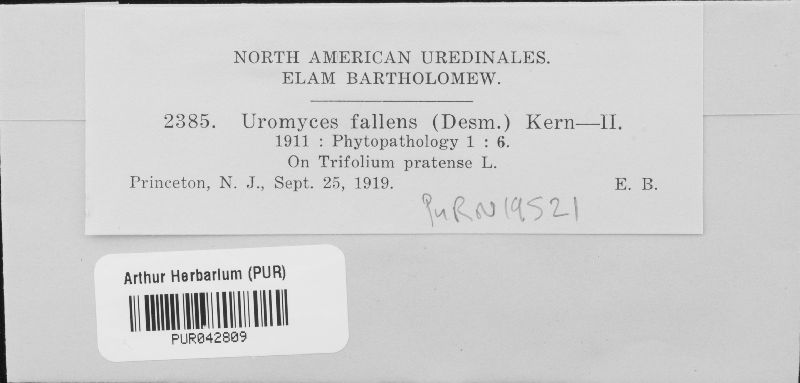 NORTH AMERICAN UREDINALES.
ELAM BARTHOLOMEW.
2385. Uromyces fallens (Desm.) Kern—II.
1911 : Phytopathology 1 : 6.
On Trifolium pratense L.
Princeton, N. J., Sept. 25, 1919. E. B.
PURN19521
Arthur Herbarium (PUR)
PUR042809